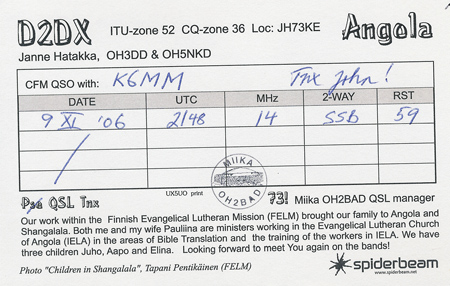 D2DX ITU-zone 52 CQ-zone 36 Loc: JH73KE Angola
Janne Hatakka, OH3DD & OH5NKD
CFM QSO with: K6MM Tnx John!
DATE UTC MHz 2-WAY RST
9 XI '06 2148 14 SSB 59
MIIKA
OH2BAD
UX5UO print
Pse QSL Tnx 73! Miika OH2BAD QSL manager
Our work within the Finnish Evangelical Lutheran Mission (FELM) brought our family to Angola and
Shangalala. Both me and my wife Pauliina are ministers working in the Evangelical Lutheran Church
of Angola (IELA) in the areas of Bible Translation and the training of the workers in IELA. We have
three children Juho, Aapo and Elina. Looking forward to meet You again on the bands!
Photo "Children in Shangalala", Tapani Pentikäinen (FELM)
spiderbeam
www.spiderbeam.net